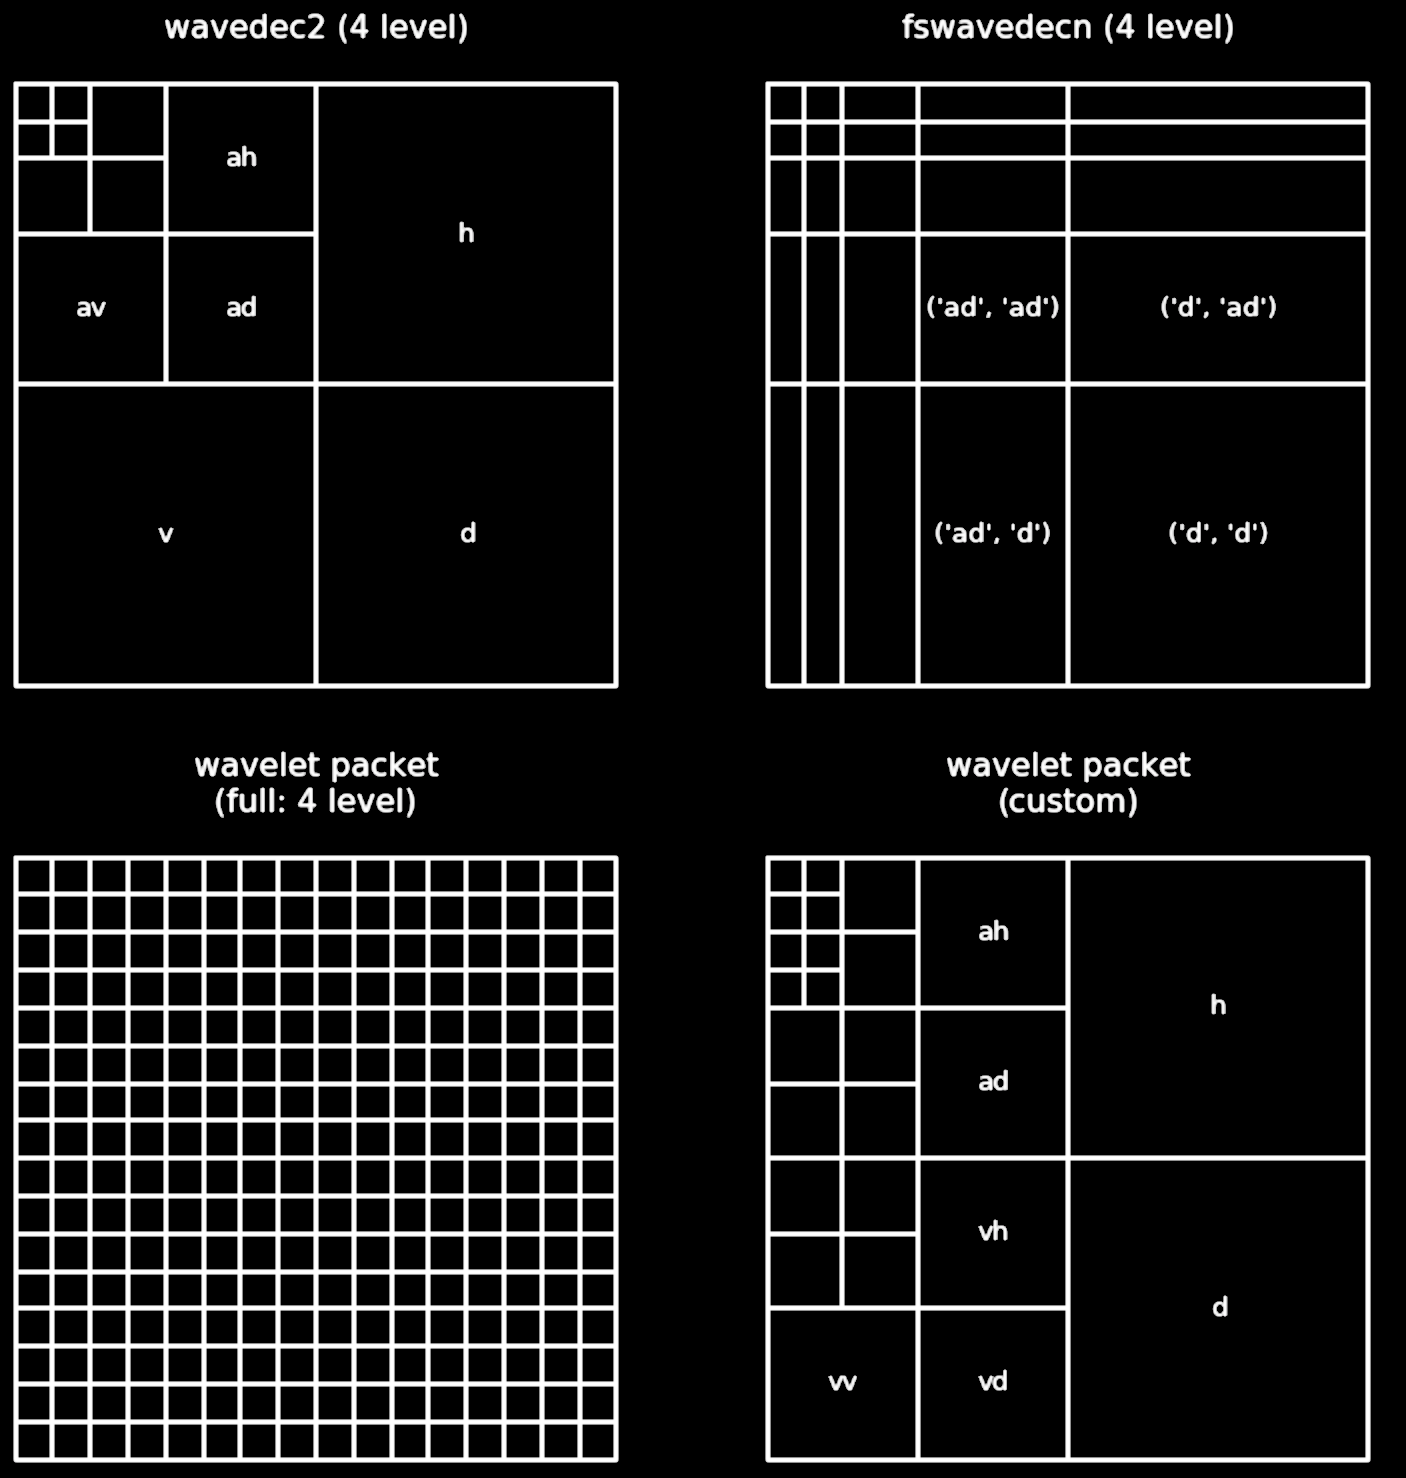 wavedec2 (4 level)
ah
h
av
ad
v
d
fswavedecn (4 level)
('ad', 'ad')
('d', 'ad')
('ad', 'd')
('d', 'd')
wavelet packet
(full: 4 level)
wavelet packet
(custom)
ah
h
ad
vh
d
vv
vd